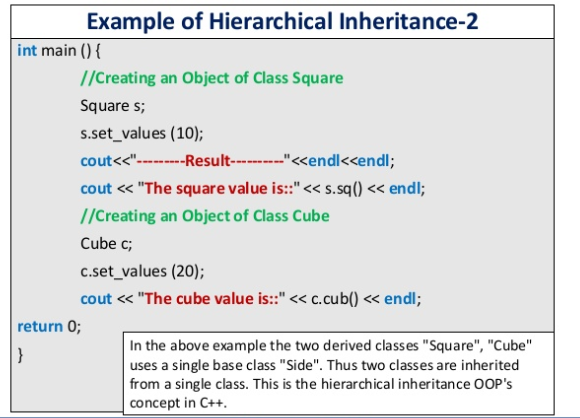 Example of Hierarchical Inheritance-2
int main () {
//Creating an Object of Class Square
Square s;
s.set_values (10);
cout<<"---------Result----------"<<endl<<endl;
cout << "The square value is::" << s.sq() << endl;
//Creating an Object of Class Cube
Cube c;
c.set_values (20);
cout << "The cube value is::" << c.cub() << endl;
return 0;
}
In the above example the two derived classes "Square", "Cube"
uses a single base class "Side". Thus two classes are inherited
from a single class. This is the hierarchical inheritance OOP's
concept in C++.